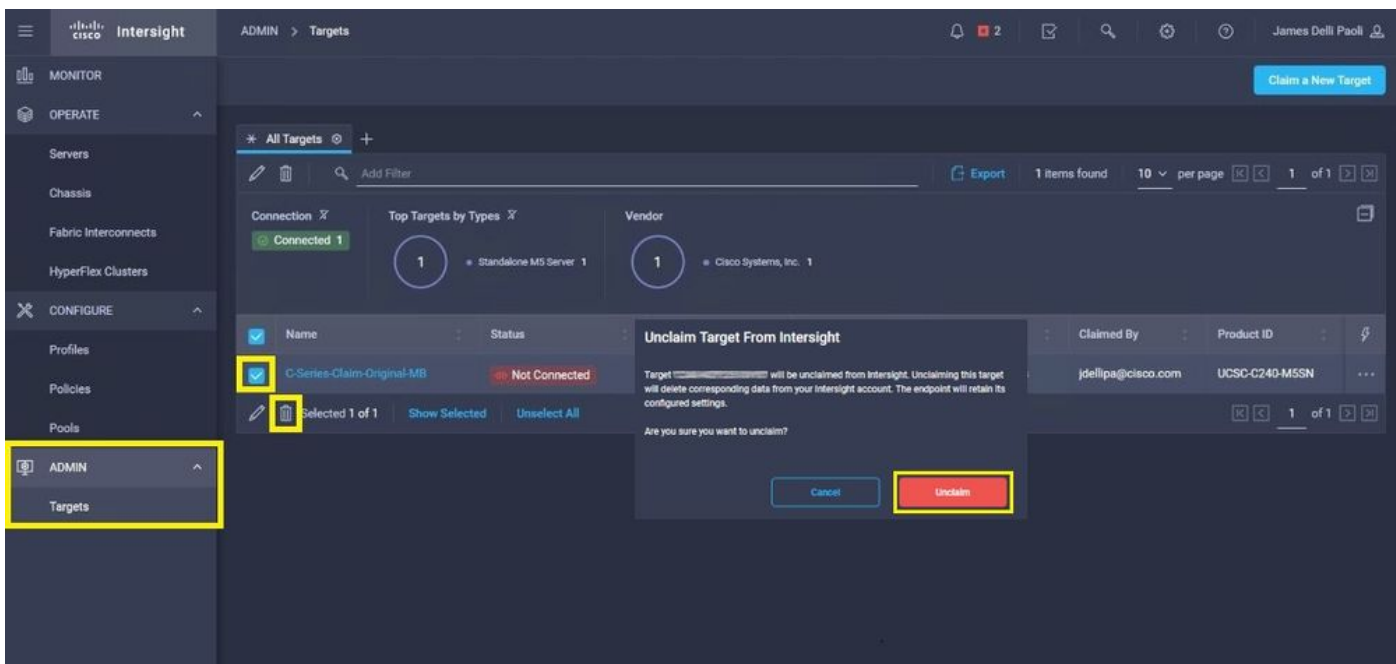 cisco Intersight
ADMIN > Targets
2
James Delli Paoli
MONITOR
Claim a New Target
OPERATE
Servers
Chassis
Fabric Interconnects
HyperFlex Clusters
CONFIGURE
Profiles
Policies
Pools
ADMIN
Targets
All Targets
Add Filter
Export
1 items found
10 per page
1 of 1
Connection
Connected 1
Top Targets by Types
1
Standalone M5 Server 1
Vendor
1
Cisco Systems, Inc. 1
Name
Status
Claimed By
Product ID
C-Series-Claim-Original-MB
Not Connected
jdellipa@cisco.com
UCSC-C240-M5SN
Selected 1 of 1
Show Selected
Unselect All
1 of 1
Unclaim Target From Intersight
Target will be unclaimed from Intersight. Unclaiming this target
will delete corresponding data from your Intersight account. The endpoint will retain its
configured settings.
Are you sure you want to unclaim?
Cancel
Unclaim